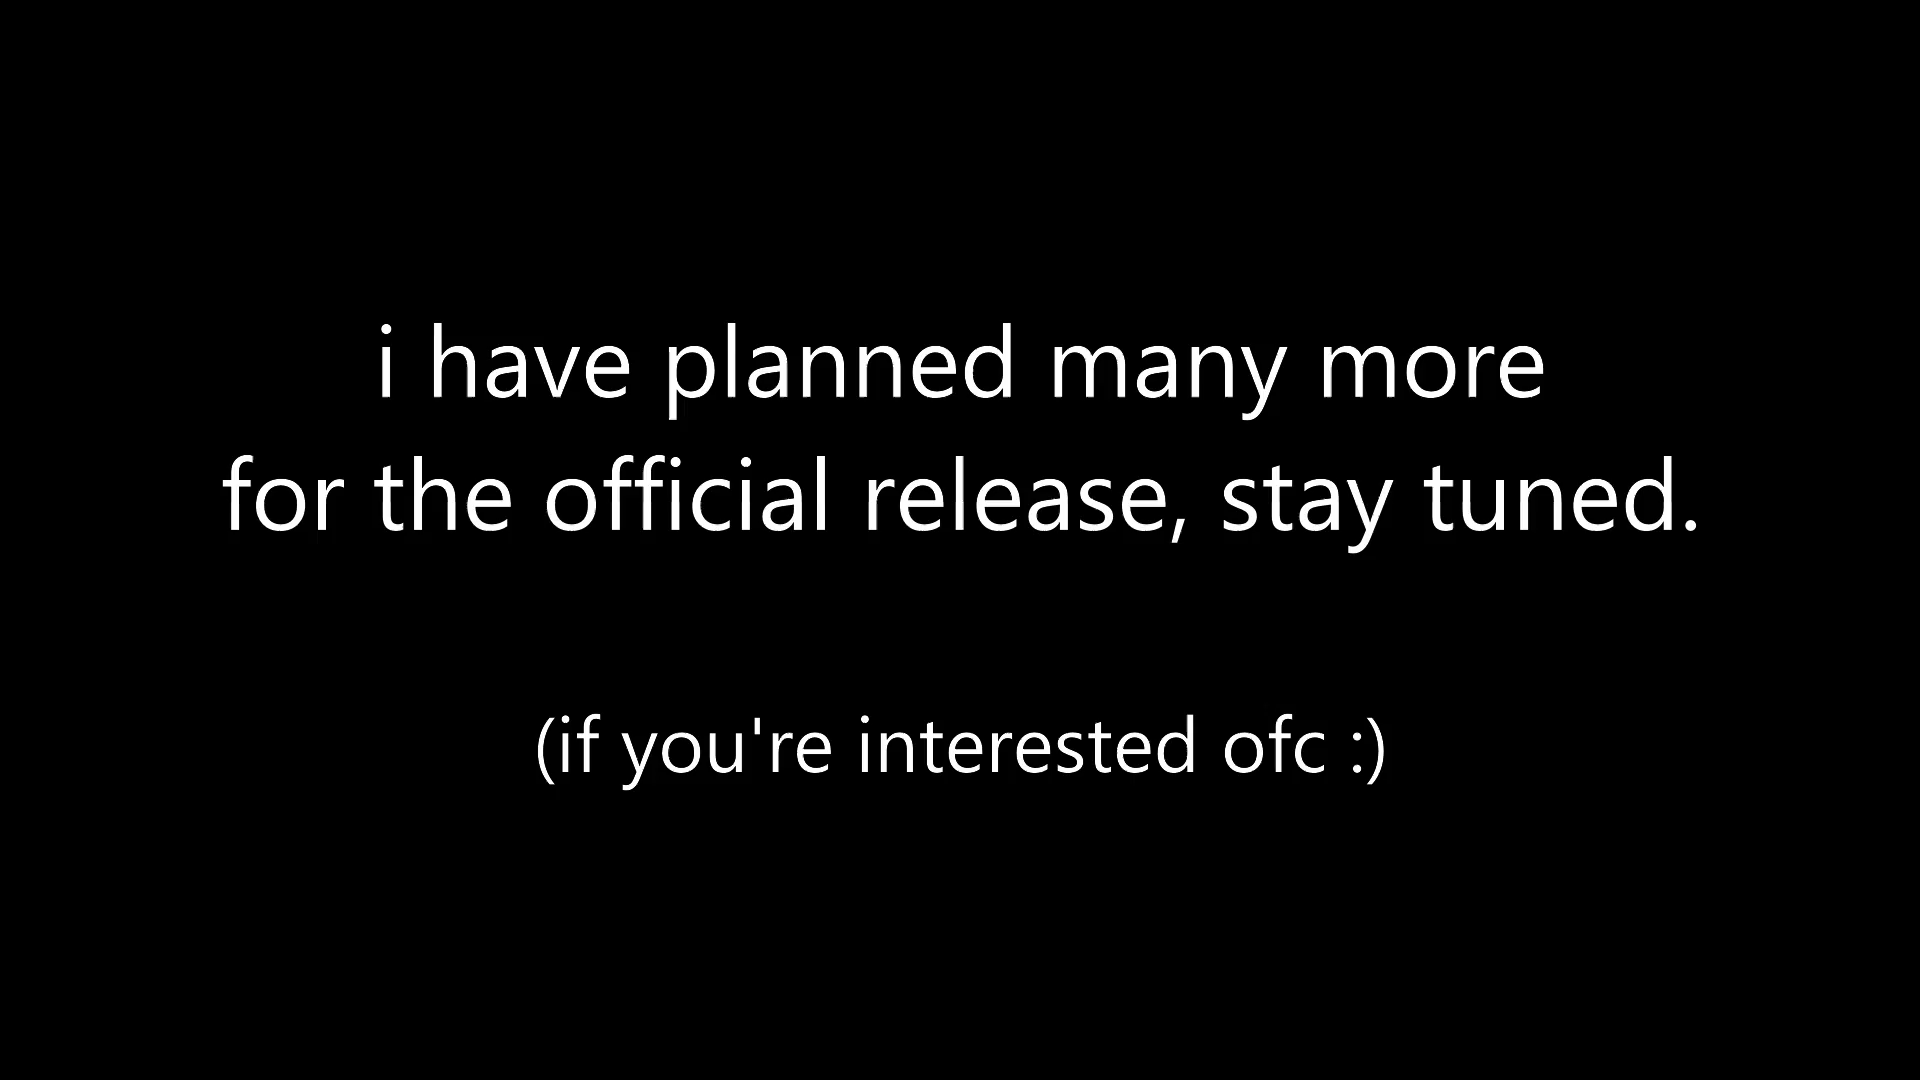 i have planned many more
for the official release, stay tuned.
(if you're interested ofc :)